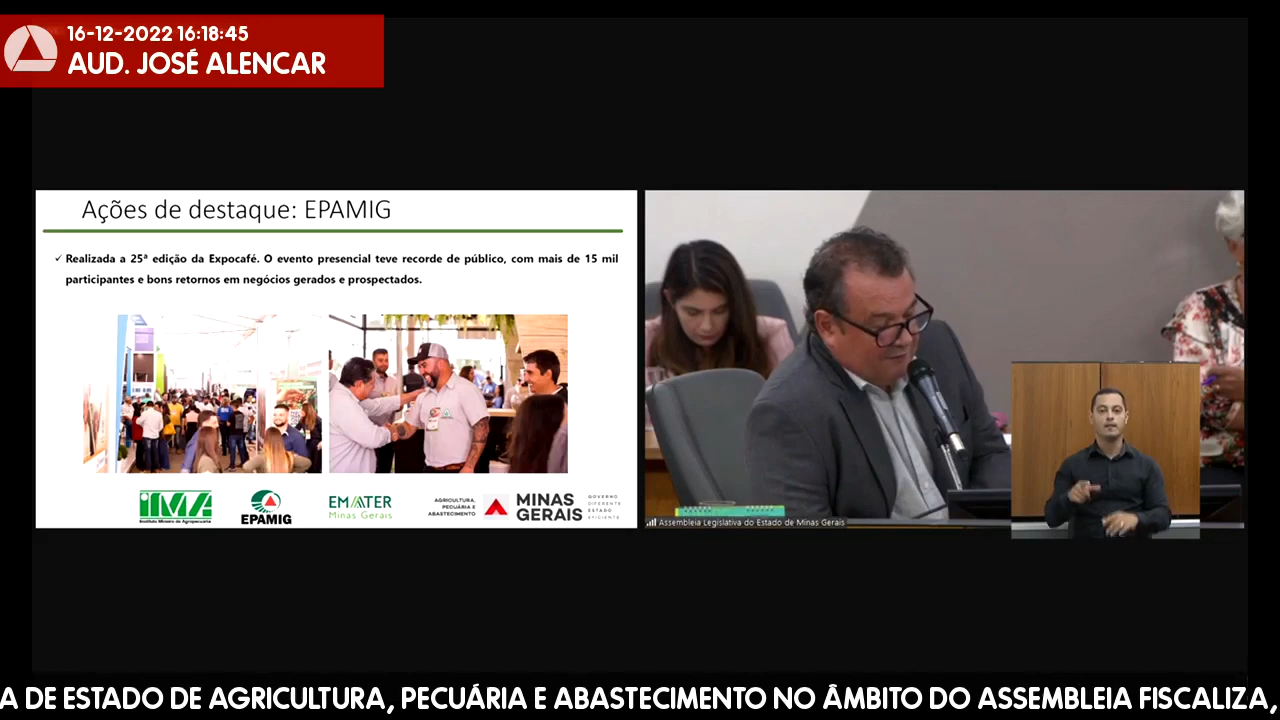 16-12-2022 16:18:45
AUD. JOSÉ ALENCAR
Ações de destaque: EPAMIG
✓ Realizada a 25ª edição da Expocafé. O evento presencial teve recorde de público, com mais de 15 mil
participantes e bons retornos em negócios gerados e prospectados.
IMA
Instituto Mineiro de Agropecuária
EPAMIG
EMATER
Minas Gerais
AGRICULTURA,
PECUÁRIA E
ABASTECIMENTO
MINAS
GERAIS
GOVERNO
DIFERENTE
ESTADO
EFICIENTE
Assembleia Legislativa do Estado de Minas Gerais
A DE ESTADO DE AGRICULTURA, PECUÁRIA E ABASTECIMENTO NO ÂMBITO DO ASSEMBLEIA FISCALIZA,